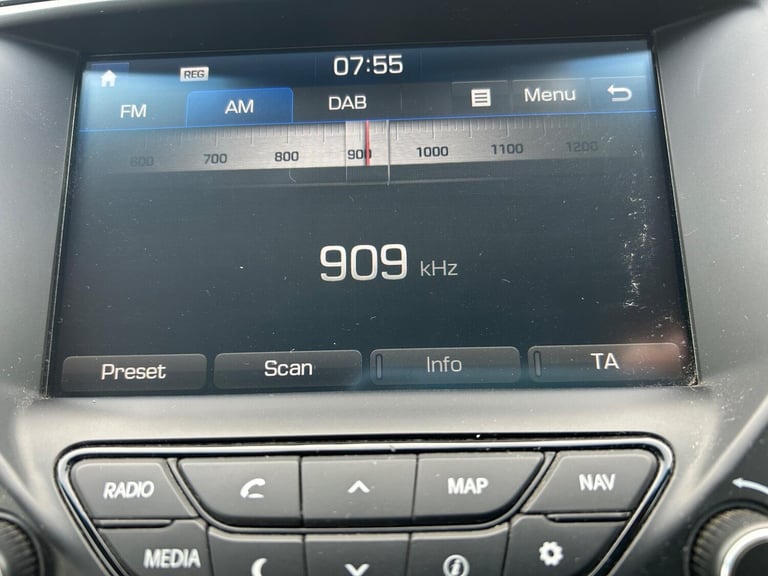 REG 07:55
FM AM DAB Menu
600 700 800 900 1000 1100 1200
909 kHz
Preset Scan Info TA
RADIO MAP NAV
MEDIA